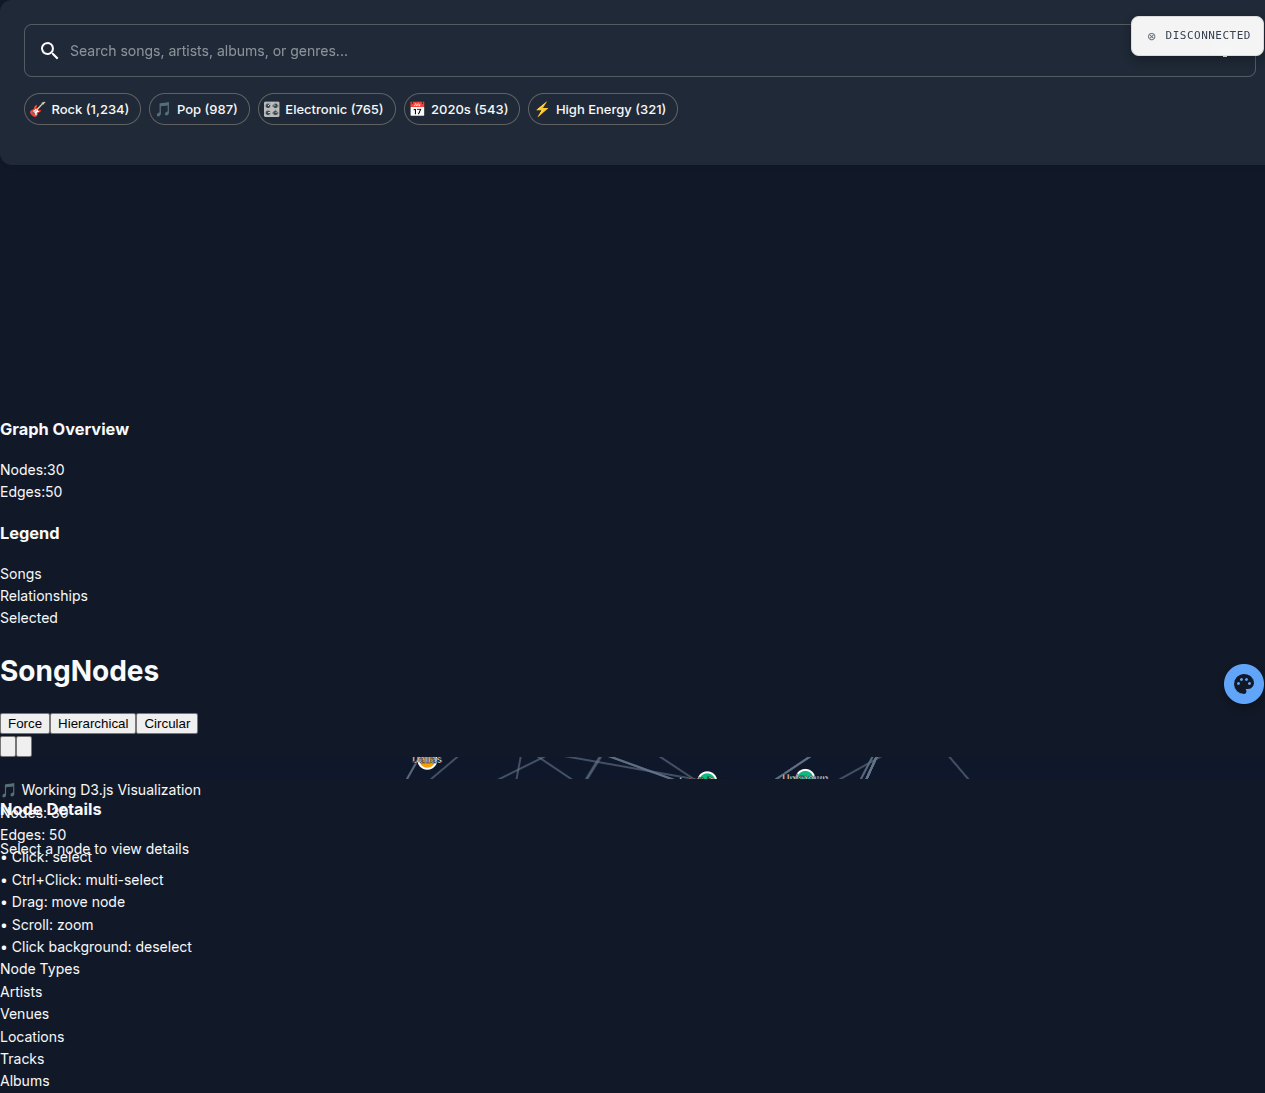 Search songs, artists, albums, or genres...
DISCONNECTED
Rock (1,234)
Pop (987)
Electronic (765)
2020s (543)
High Energy (321)
Graph Overview
Nodes:30
Edges:50
Legend
Songs
Relationships
Selected
SongNodes
Force
Hierarchical
Circular
Working D3.js Visualization
Node Details
Nodes: 30
Edges: 50
Select a node to view details
• Click: select
• Ctrl+Click: multi-select
• Drag: move node
• Scroll: zoom
• Click background: deselect
Node Types
Artists
Venues
Locations
Tracks
Albums